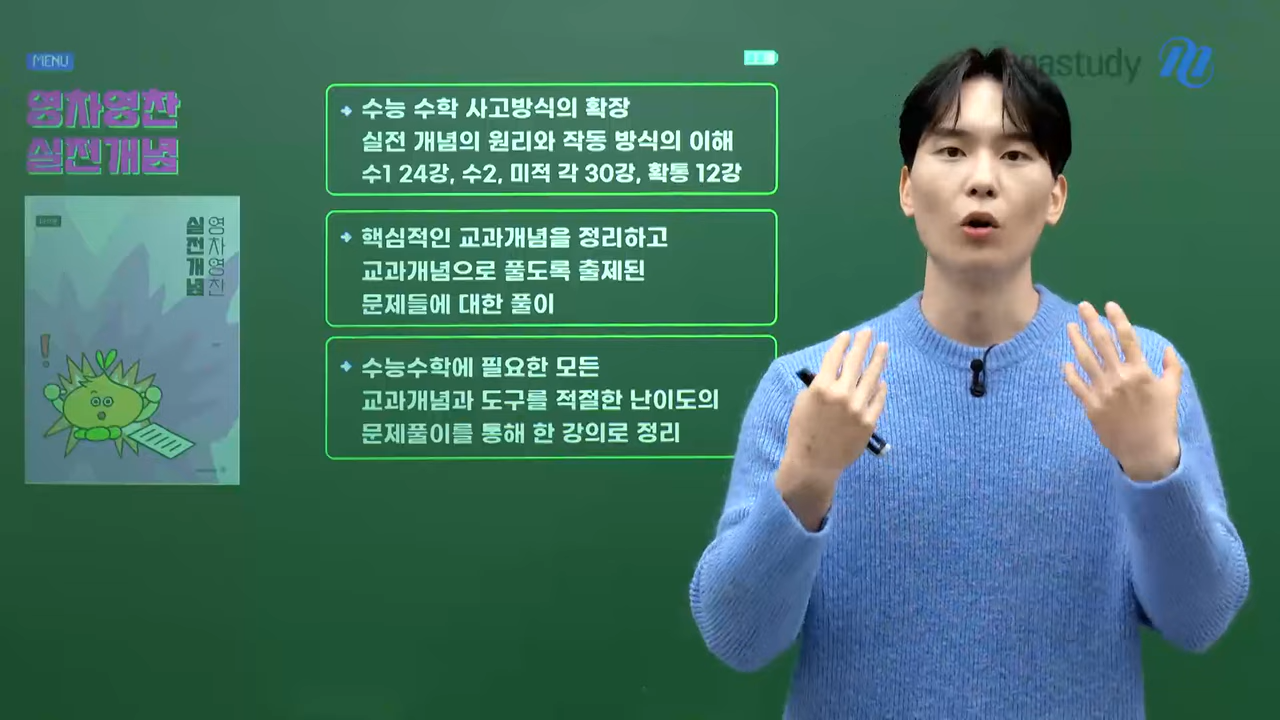 MENU
영차영찬
실전개념
실전개념
영차영찬
수능 수학 사고방식의 확장
실전 개념의 원리와 작동 방식의 이해
수1 24강, 수2, 미적 각 30강, 확통 12강
핵심적인 교과개념을 정리하고
교과개념으로 풀도록 출제된
문제들에 대한 풀이
수능수학에 필요한 모든
교과개념과 도구를 적절한 난이도의
문제풀이를 통해 한 강의로 정리
gastudy